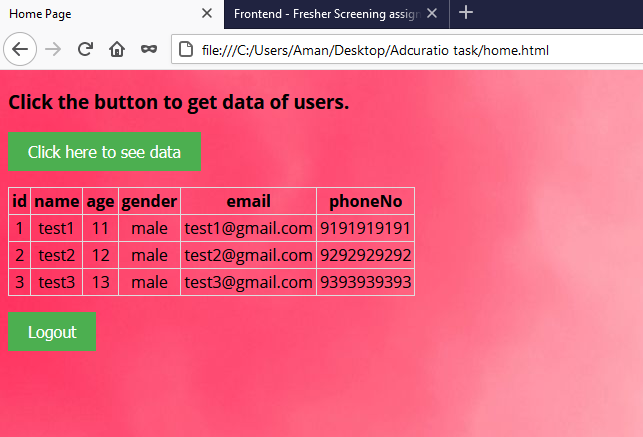 Home Page
Frontend - Fresher Screening assign
file:///C:/Users/Aman/Desktop/Adcuratio task/home.html
Click the button to get data of users.
Click here to see data
id name age gender email phoneNo
1 test1 11 male test1@gmail.com 9191919191
2 test2 12 male test2@gmail.com 9292929292
3 test3 13 male test3@gmail.com 9393939393
Logout